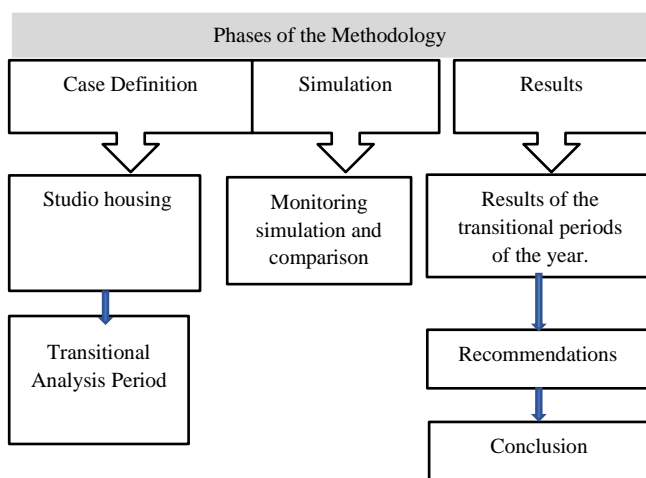 Phases of the Methodology
Case Definition
Simulation
Results
Studio housing
Monitoring
simulation and
comparison
Results of the
transitional periods
of the year.
Transitional
Analysis Period
Recommendations
Conclusion